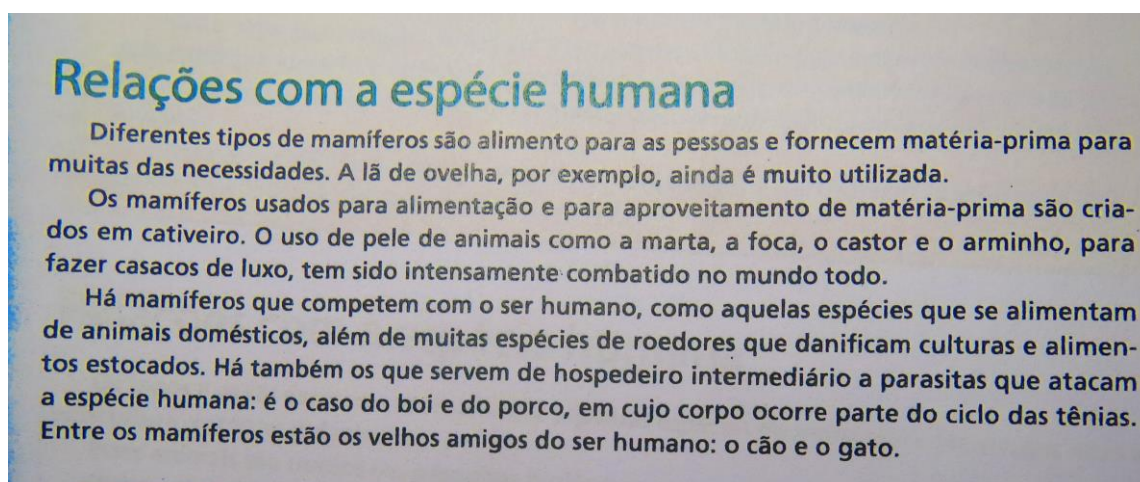 Relações com a espécie humana
Diferentes tipos de mamíferos são alimento para as pessoas e fornecem matéria-prima para
muitas das necessidades. A lã de ovelha, por exemplo, ainda é muito utilizada.
Os mamíferos usados para alimentação e para aproveitamento de matéria-prima são cria-
dos em cativeiro. O uso de pele de animais como a marta, a foca, o castor e o arminho, para
fazer casacos de luxo, tem sido intensamente combatido no mundo todo.
Há mamíferos que competem com o ser humano, como aquelas espécies que se alimentam
de animais domésticos, além de muitas espécies de roedores que danificam culturas e alimen-
tos estocados. Há também os que servem de hospedeiro intermediário a parasitas que atacam
a espécie humana: é o caso do boi e do porco, em cujo corpo ocorre parte do ciclo das tênias.
Entre os mamíferos estão os velhos amigos do ser humano: o cão e o gato.